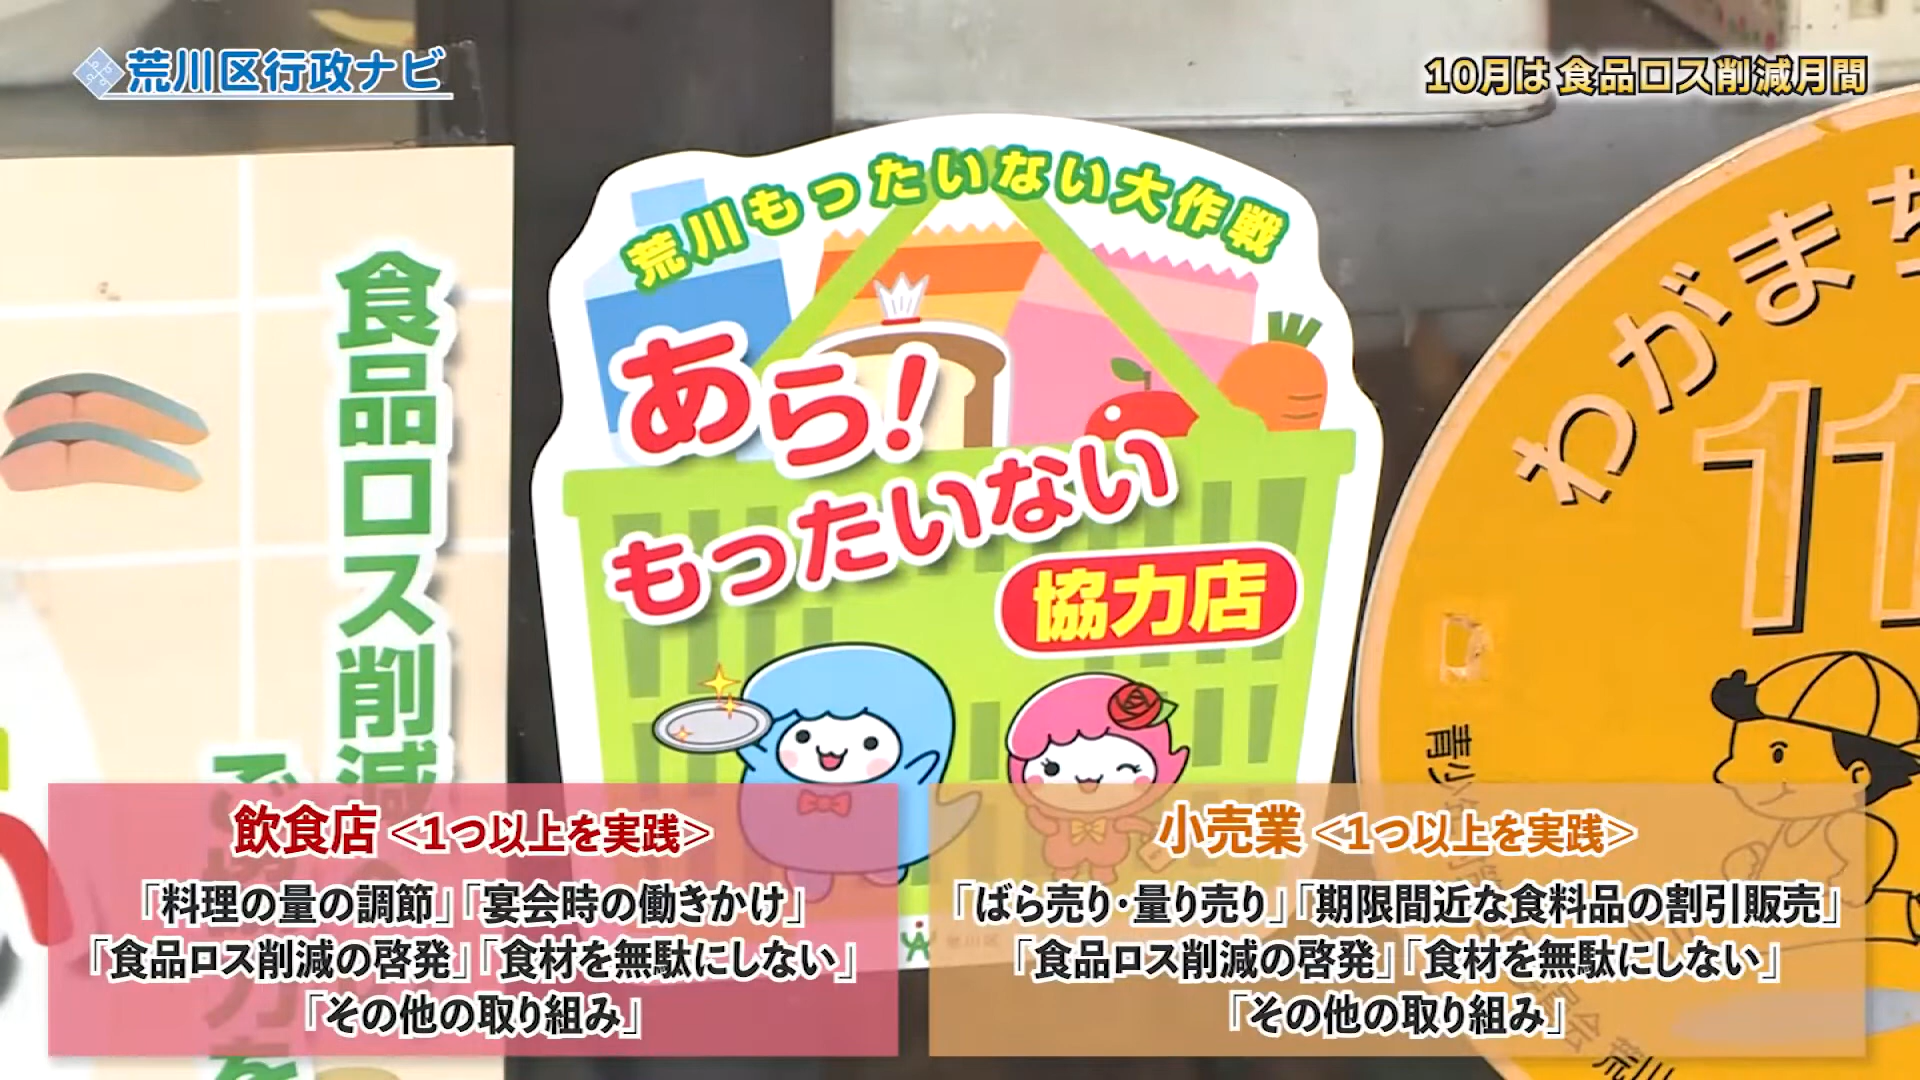 荒川区行政ナビ
10月は 食品ロス削減月間
荒川もったいない大作戦
あら!
もったいない
協力店
食品ロス削減
わがまち
11
青少
荒川
飲食店 <1つ以上を実践>
「料理の量の調節」「宴会時の働きかけ」
「食品ロス削減の啓発」「食材を無駄にしない」
「その他の取り組み」
小売業 <1つ以上を実践>
「ばら売り・量り売り」「期限間近な食料品の割引販売」
「食品ロス削減の啓発」「食材を無駄にしない」
「その他の取り組み」